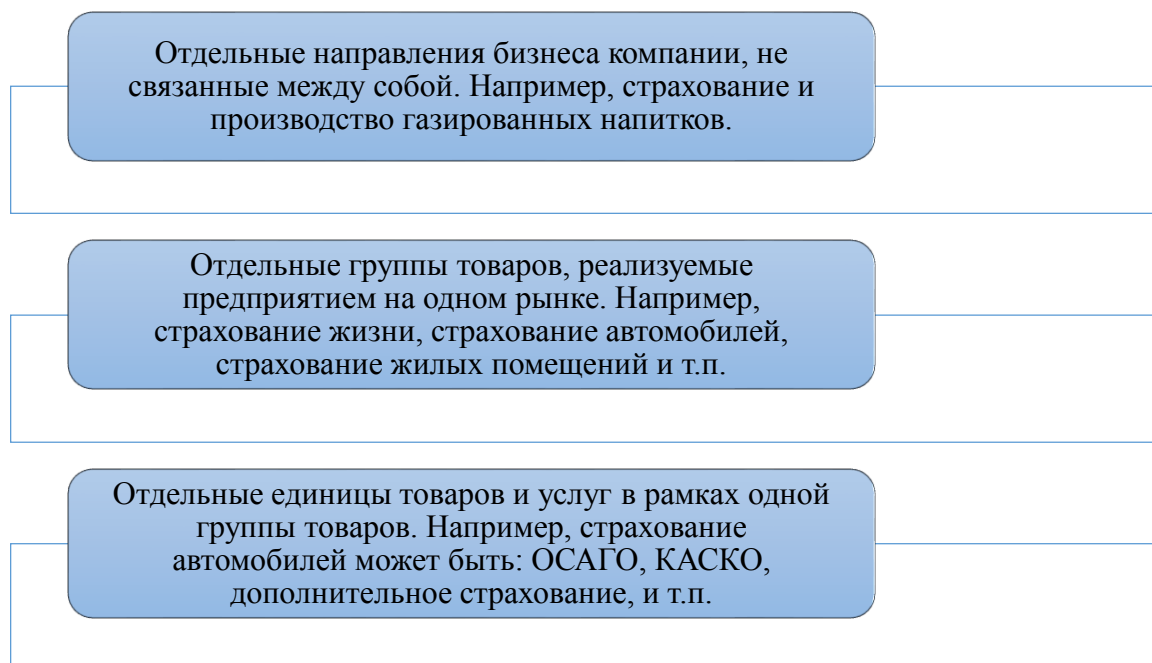 Отдельные направления бизнеса компании, не
связанные между собой. Например, страхование и
производство газированных напитков.
Отдельные группы товаров, реализуемые
предприятием на одном рынке. Например,
страхование жизни, страхование автомобилей,
страхование жилых помещений и т.п.
Отдельные единицы товаров и услуг в рамках одной
группы товаров. Например, страхование
автомобилей может быть: ОСАГО, КАСКО,
дополнительное страхование, и т.п.